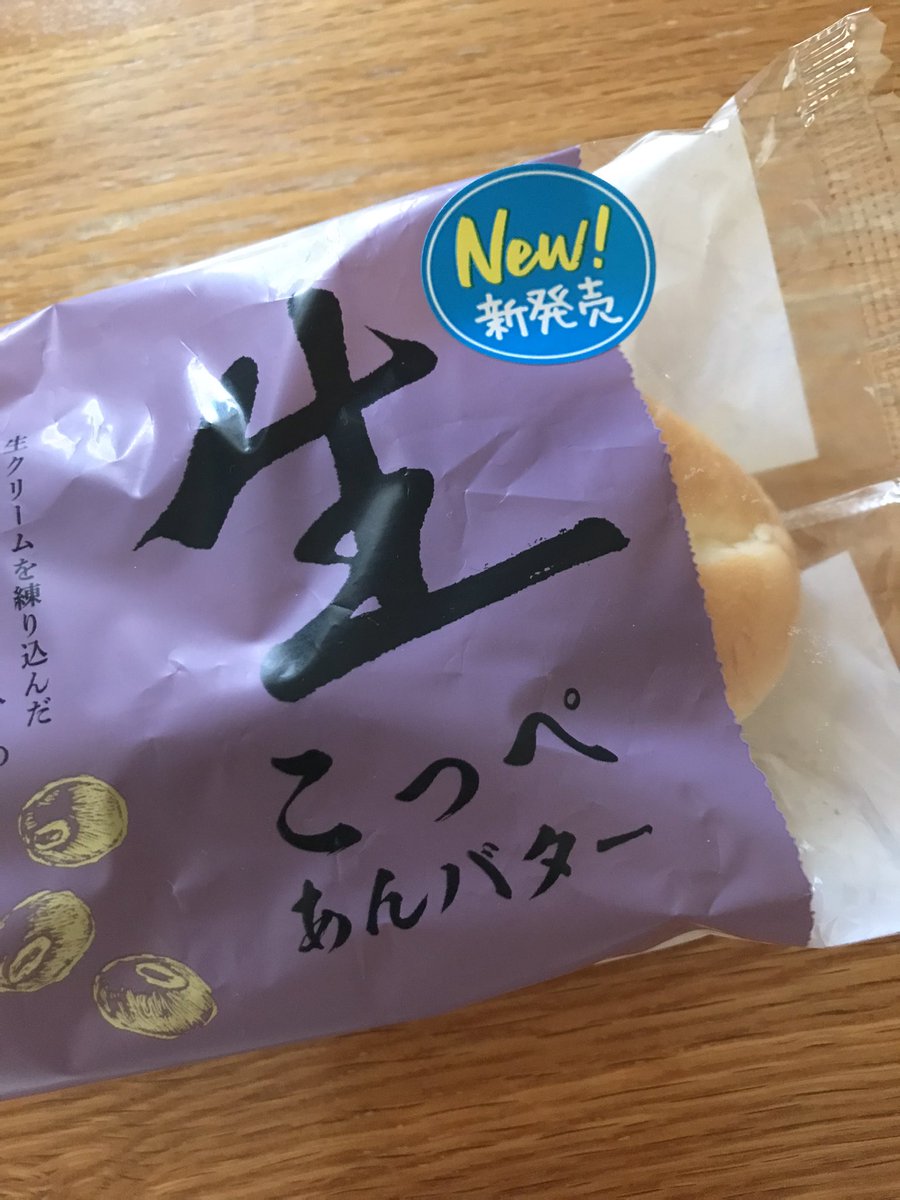 New!
新発売
生
こっぺ
あんバター
生クリームを練り込んだ